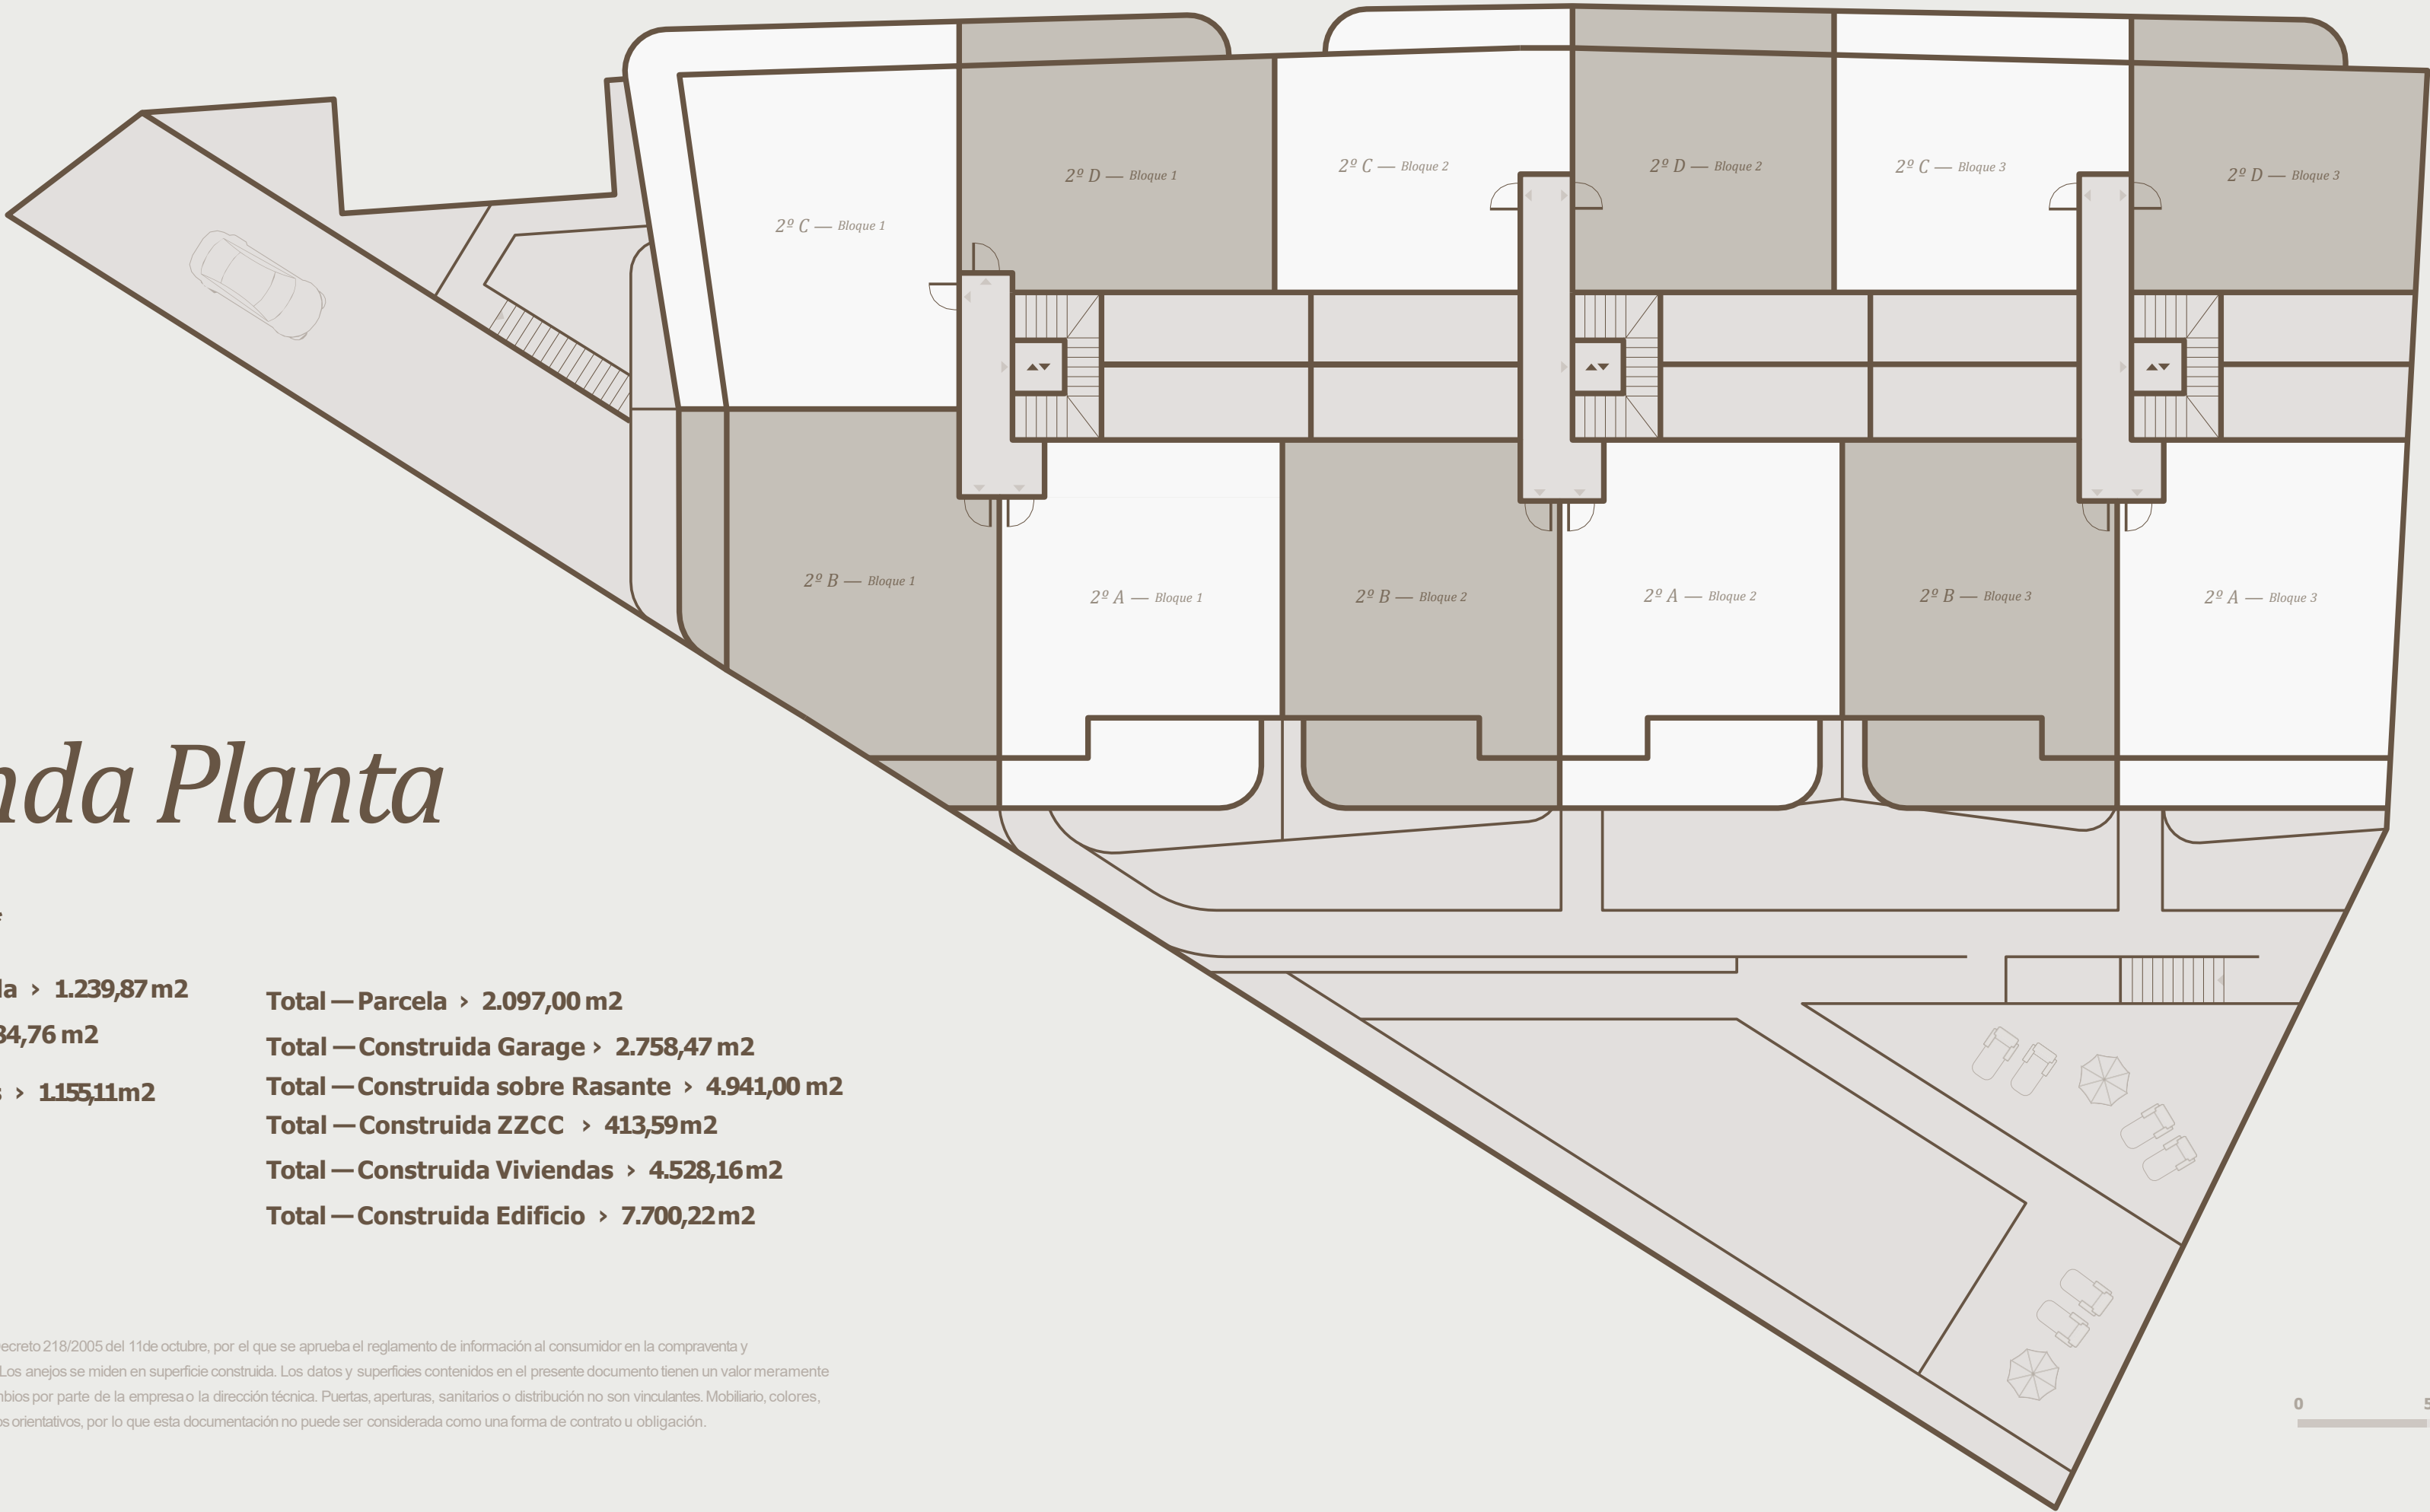 2º D — Bloque 1
2º C — Bloque 2
2º D — Bloque 2
2º C — Bloque 3
2º D — Bloque 3
2º C — Bloque 1
2º B — Bloque 1
2º A — Bloque 1
2º B — Bloque 2
2º A — Bloque 2
2º B — Bloque 3
2º A — Bloque 3
nda Planta
la › 1.239,87 m2
34,76 m2
s › 1.155,11 m2
Total — Parcela › 2.097,00 m2
Total — Construida Garage › 2.758,47 m2
Total — Construida sobre Rasante › 4.941,00 m2
Total — Construida ZZCC › 413,59 m2
Total — Construida Viviendas › 4.528,16 m2
Total — Construida Edificio › 7.700,22 m2
ecreto 218/2005 del 11de octubre, por el que se aprueba el reglamento de información al consumidor en la compraventa y
Los anejos se miden en superficie construida. Los datos y superficies contenidos en el presente documento tienen un valor meramente
nbios por parte de la empresa o la dirección técnica. Puertas, aperturas, sanitarios o distribución no son vinculantes. Mobiliario, colores,
os orientativos, por lo que esta documentación no puede ser considerada como una forma de contrato u obligación.
0 5